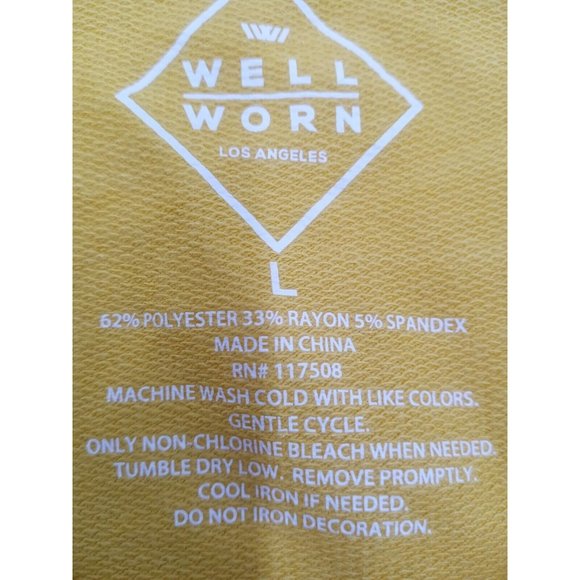 WELL
WORN
LOS ANGELES
L
62% POLYESTER 33% RAYON 5% SPANDEX
MADE IN CHINA
RN# 117508
MACHINE WASH COLD WITH LIKE COLORS.
GENTLE CYCLE.
ONLY NON-CHLORINE BLEACH WHEN NEEDED.
TUMBLE DRY LOW. REMOVE PROMPTLY.
COOL IRON IF NEEDED.
DO NOT IRON DECORATION.